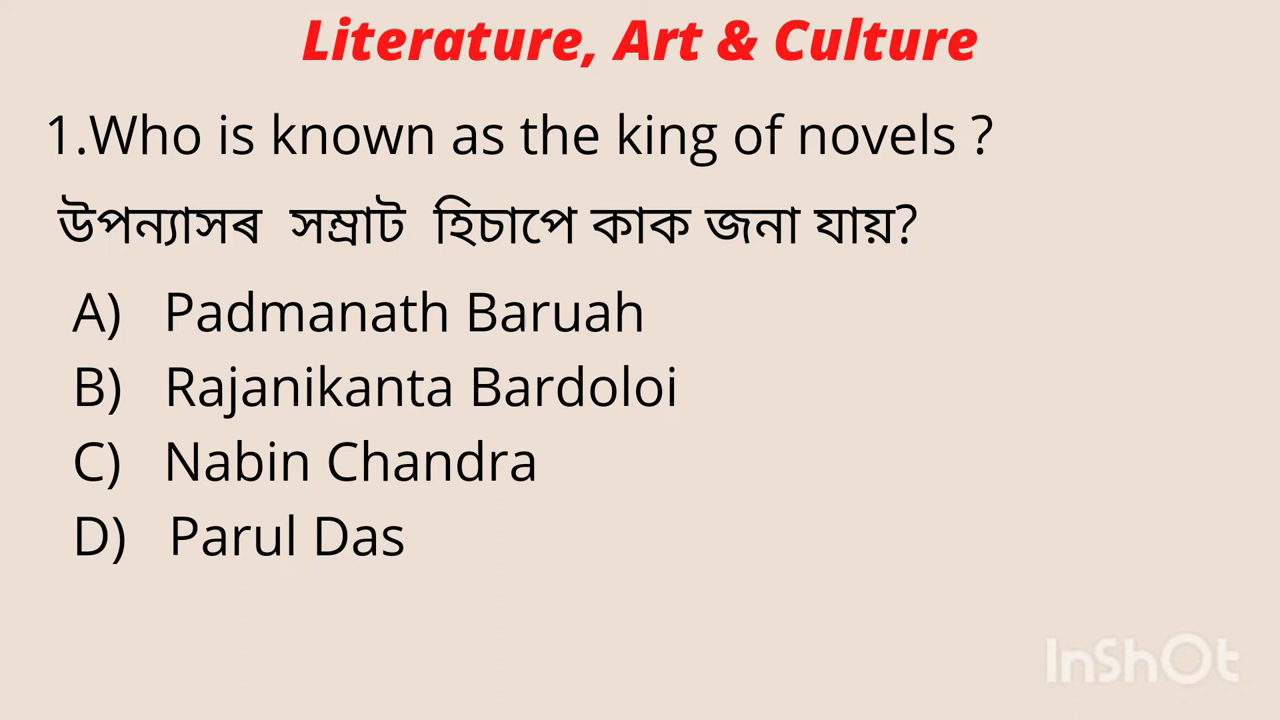 Literature, Art & Culture
1.Who is known as the king of novels ?
উপন্যাসৰ সম্ৰাট হিচাপে কাক জনা যায়?
A) Padmanath Baruah
B) Rajanikanta Bardoloi
C) Nabin Chandra
D) Parul Das
InShOt